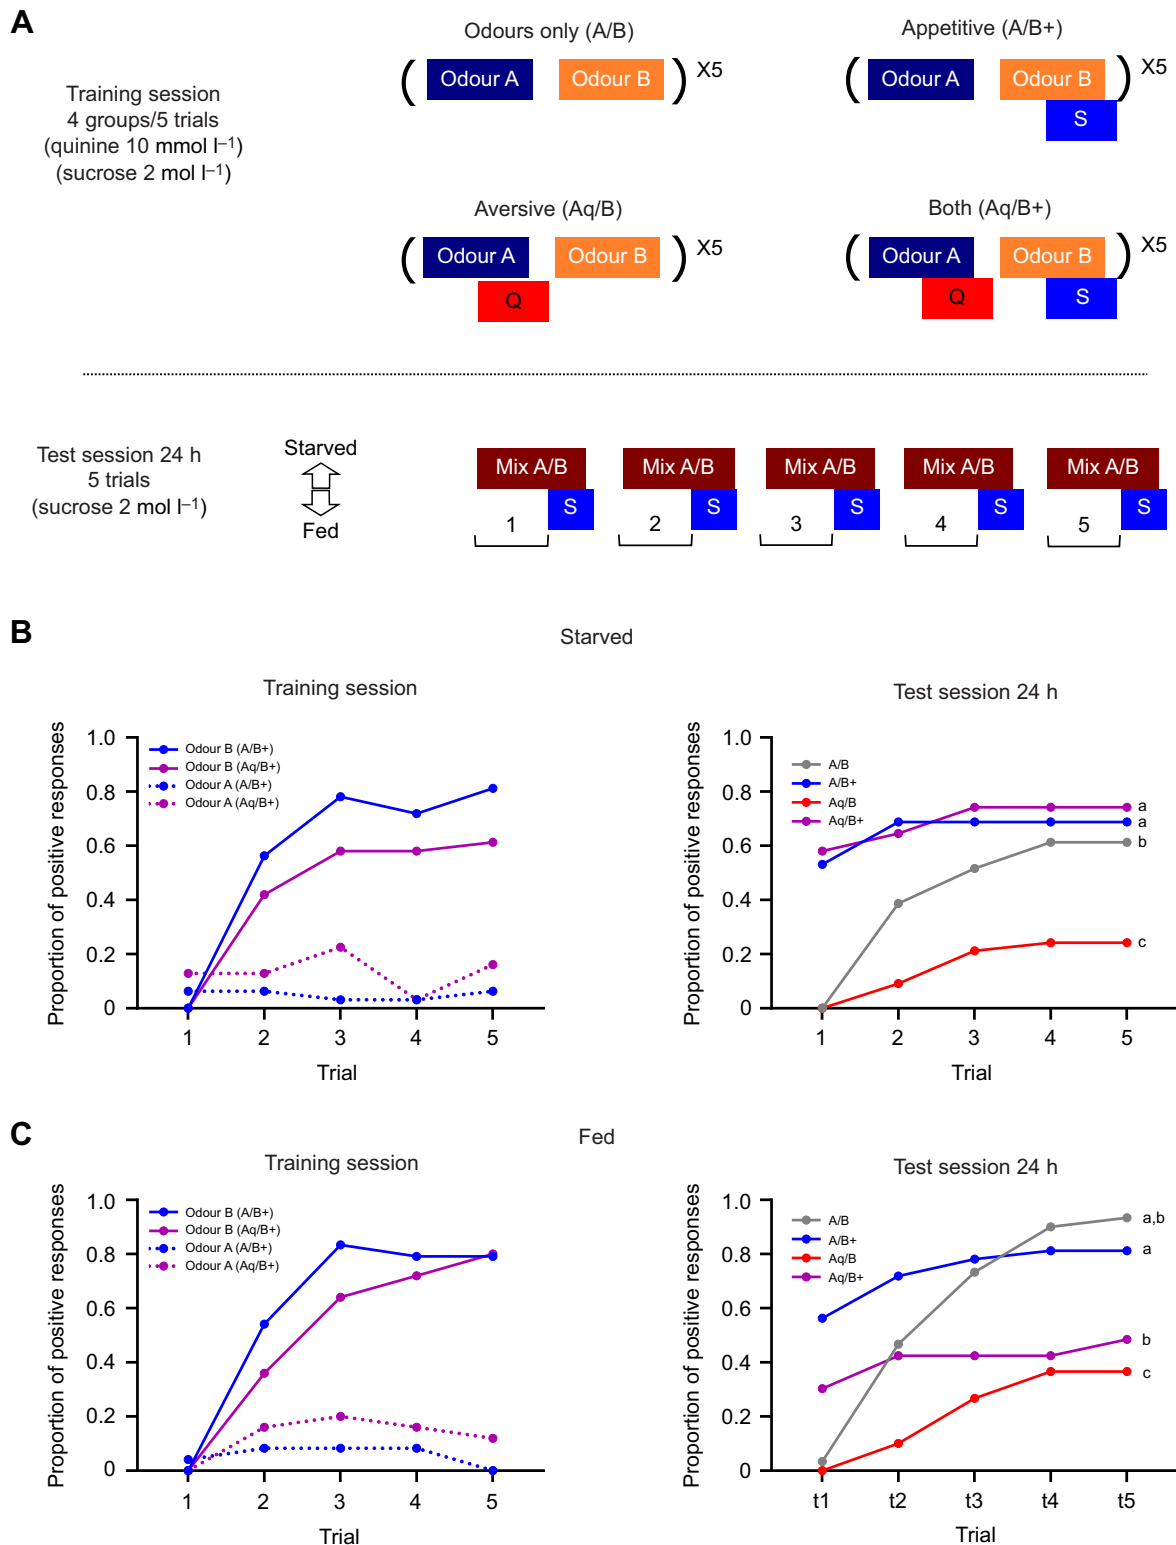 A
Odours only (A/B)
Appetitive (A/B+)
Training session
4 groups/5 trials
(quinine 10 mmol l⁻¹)
(sucrose 2 mol l⁻¹)
( Odour A Odour B ) X5
( Odour A Odour B ) X5
S
Aversive (Aq/B)
Both (Aq/B+)
( Odour A Odour B ) X5
Q
( Odour A Odour B ) X5
Q S
Test session 24 h
5 trials
(sucrose 2 mol l⁻¹)
Starved
Fed
Mix A/B Mix A/B Mix A/B Mix A/B Mix A/B
S S S S S
1 2 3 4 5
B
Starved
Training session
Proportion of positive responses
1.0
0.8
0.6
0.4
0.2
0
Odour B (A/B+)
Odour B (Aq/B+)
Odour A (A/B+)
Odour A (Aq/B+)
1 2 3 4 5
Trial
Test session 24 h
Proportion of positive responses
1.0
0.8
0.6
0.4
0.2
0
A/B
A/B+
Aq/B
Aq/B+
a
a
b
c
1 2 3 4 5
Trial
C
Fed
Training session
Proportion of positive responses
1.0
0.8
0.6
0.4
0.2
0
Odour B (A/B+)
Odour B (Aq/B+)
Odour A (A/B+)
Odour A (Aq/B+)
1 2 3 4 5
Trial
Test session 24 h
Proportion of positive responses
1.0
0.8
0.6
0.4
0.2
0
A/B
A/B+
Aq/B
Aq/B+
a,b
a
b
c
t1 t2 t3 t4 t5
Trial